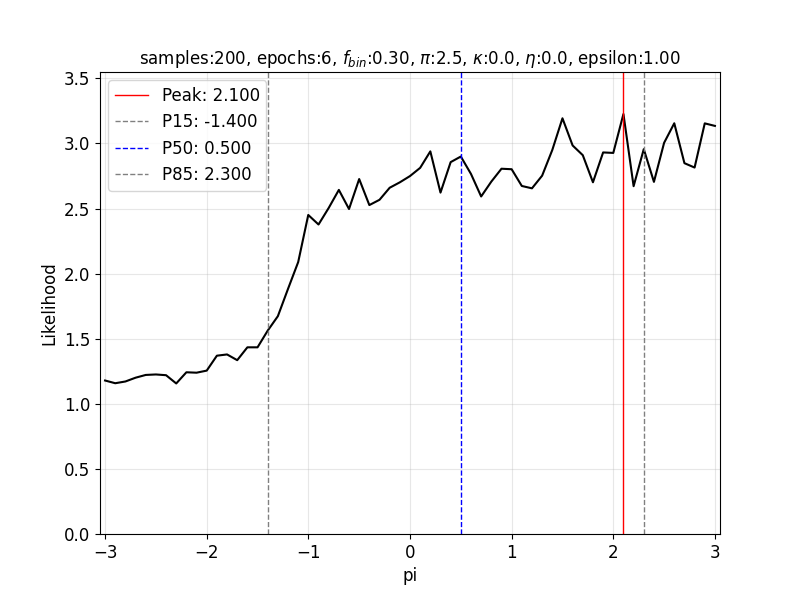 samples:200, epochs:6, f_bin:0.30, π:2.5, κ:0.0, η:0.0, epsilon:1.00
Peak: 2.100
P15: -1.400
P50: 0.500
P85: 2.300
3.5
3.0
2.5
2.0
1.5
1.0
0.5
0.0
Likelihood
−3
−2
−1
0
1
2
3
pi